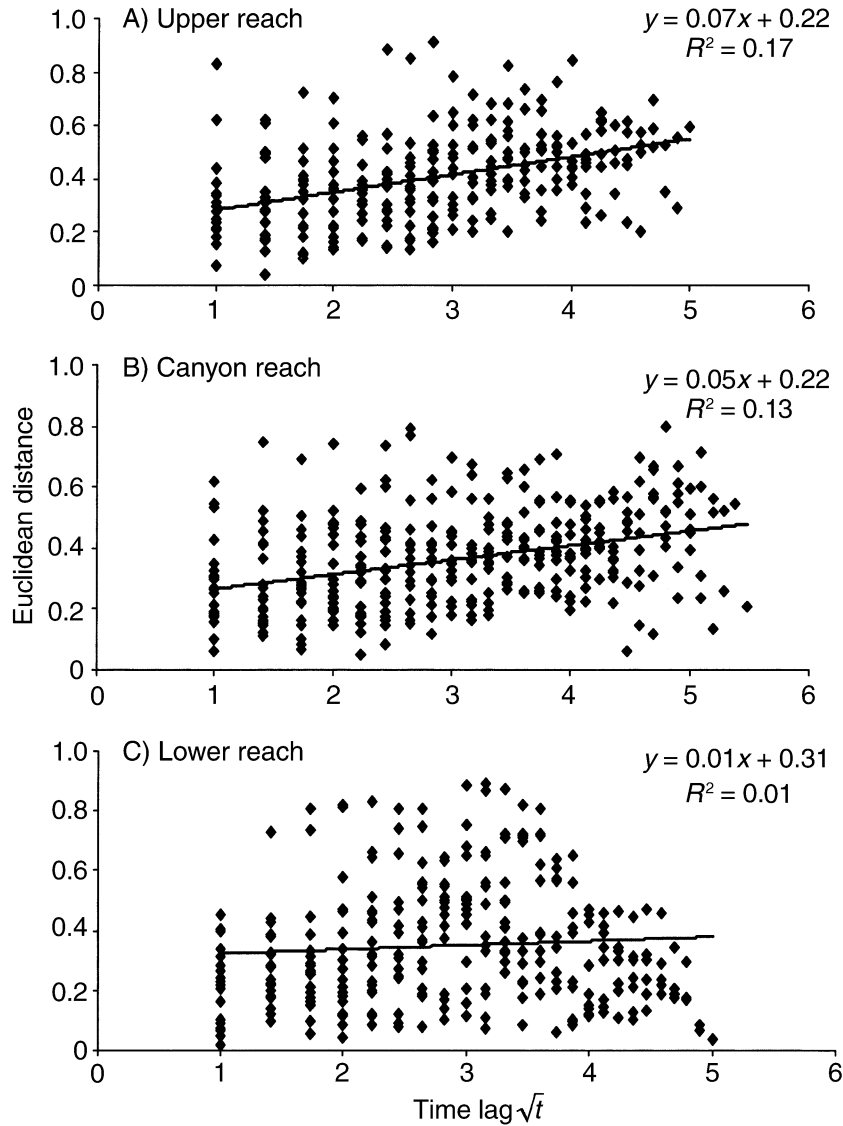 A) Upper reach
y = 0.07x + 0.22
R² = 0.17
1.0
0.8
0.6
0.4
0.2
0
0 1 2 3 4 5 6
B) Canyon reach
y = 0.05x + 0.22
R² = 0.13
1.0
0.8
0.6
0.4
0.2
0
0 1 2 3 4 5 6
Euclidean distance
C) Lower reach
y = 0.01x + 0.31
R² = 0.01
1.0
0.8
0.6
0.4
0.2
0
0 1 2 3 4 5 6
Time lag √t